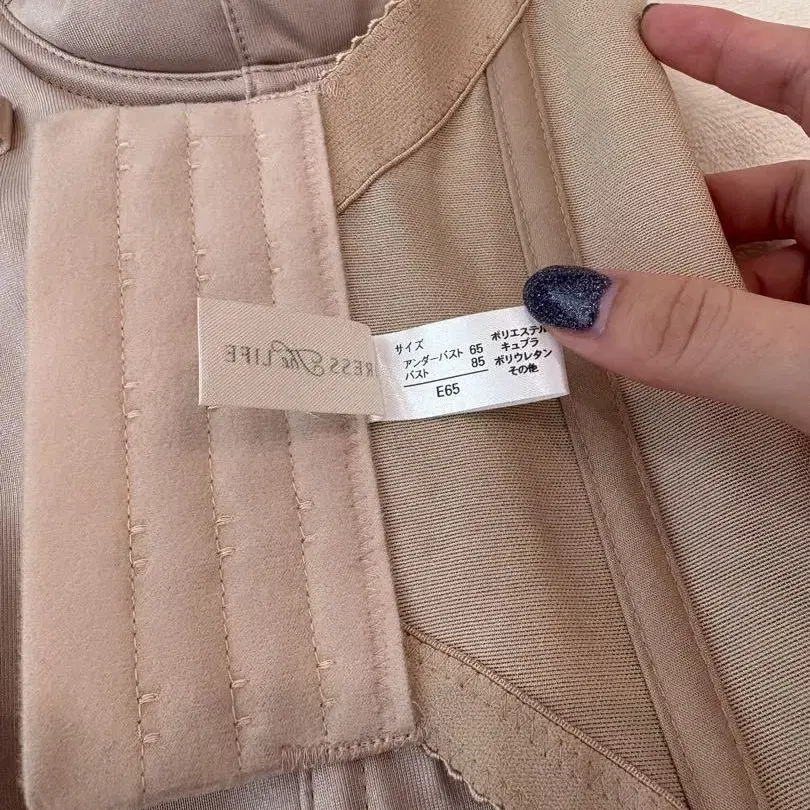 RESS The LIFE
サイズ
アンダーバスト 65
バスト 85
E65
ポリエステル
キュプラ
ポリウレタン
その他